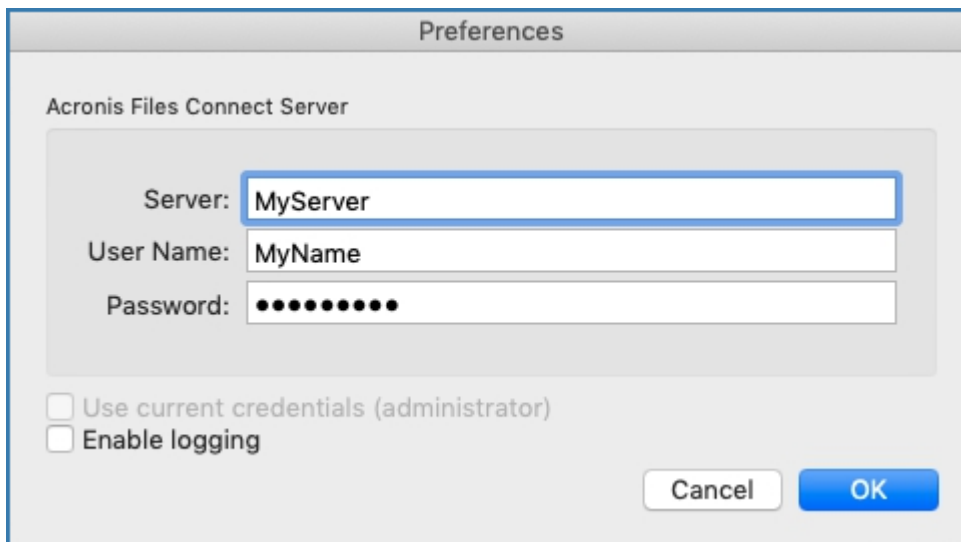 Preferences
Acronis Files Connect Server
Server: MyServer
User Name: MyName
Password: •••••••••
Use current credentials (administrator)
Enable logging
Cancel OK